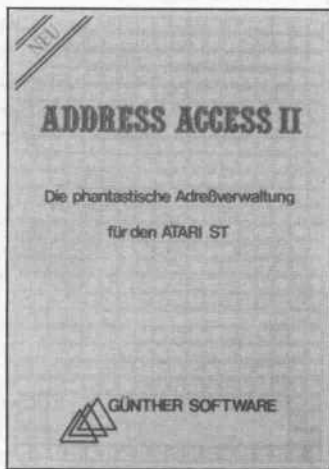 NEU
ADDRESS ACCESS II
Die phantastische Adreßverwaltung
für den ATARI ST
GÜNTHER SOFTWARE